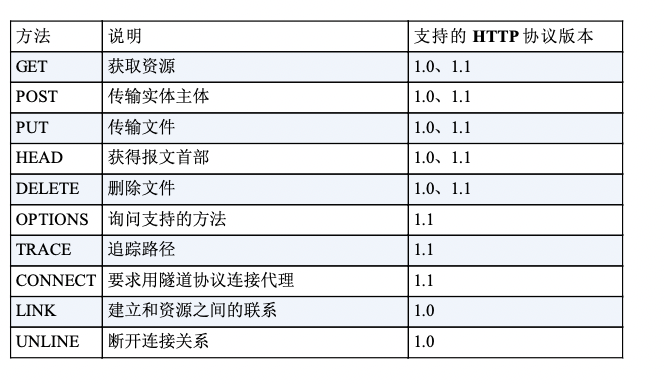 方法 说明 支持的 HTTP 协议版本
GET 获取资源 1.0、1.1
POST 传输实体主体 1.0、1.1
PUT 传输文件 1.0、1.1
HEAD 获得报文首部 1.0、1.1
DELETE 删除文件 1.0、1.1
OPTIONS 询问支持的方法 1.1
TRACE 追踪路径 1.1
CONNECT 要求用隧道协议连接代理 1.1
LINK 建立和资源之间的联系 1.0
UNLINE 断开连接关系 1.0